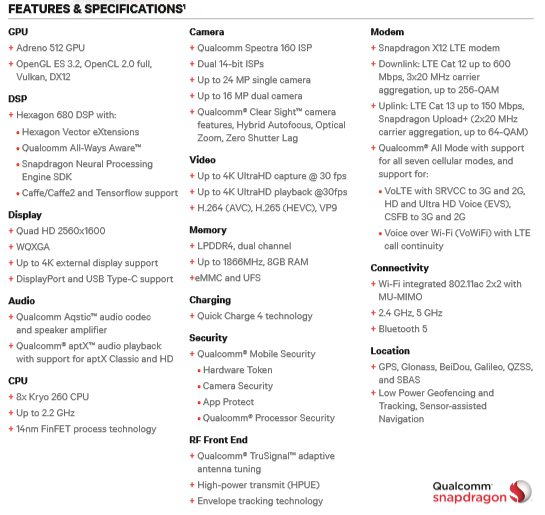 FEATURES & SPECIFICATIONS¹
GPU
+ Adreno 512 GPU
+ OpenGL ES 3.2, OpenCL 2.0 full,
Vulkan, DX12
DSP
+ Hexagon 680 DSP with:
• Hexagon Vector eXtensions
• Qualcomm All-Ways Aware™
• Snapdragon Neural Processing
Engine SDK
• Caffe/Caffe2 and Tensorflow support
Display
+ Quad HD 2560x1600
+ WQXGA
+ Up to 4K external display support
+ DisplayPort and USB Type-C support
Audio
+ Qualcomm Aqstic™ audio codec
and speaker amplifier
+ Qualcomm® aptX™ audio playback
with support for aptX Classic and HD
CPU
+ 8x Kryo 260 CPU
+ Up to 2.2 GHz
+ 14nm FinFET process technology
Camera
+ Qualcomm Spectra 160 ISP
+ Dual 14-bit ISPs
+ Up to 24 MP single camera
+ Up to 16 MP dual camera
+ Qualcomm® Clear Sight™ camera
features, Hybrid Autofocus, Optical
Zoom, Zero Shutter Lag
Video
+ Up to 4K UltraHD capture @ 30 fps
+ Up to 4K UltraHD playback @30fps
+ H.264 (AVC), H.265 (HEVC), VP9
Memory
+ LPDDR4, dual channel
+ Up to 1866MHz, 8GB RAM
+eMMC and UFS
Charging
+ Quick Charge 4 technology
Security
+ Qualcomm® Mobile Security
• Hardware Token
• Camera Security
• App Protect
• Qualcomm® Processor Security
RF Front End
+ Qualcomm® TruSignal™ adaptive
antenna tuning
+ High-power transmit (HPUE)
+ Envelope tracking technology
Modem
+ Snapdragon X12 LTE modem
+ Downlink: LTE Cat 12 up to 600
Mbps, 3x20 MHz carrier
aggregation, up to 256-QAM
+ Uplink: LTE Cat 13 up to 150 Mbps,
Snapdragon Upload+ (2x20 MHz
carrier aggregation, up to 64-QAM)
+ Qualcomm® All Mode with support
for all seven cellular modes, and
support for:
• VoLTE with SRVCC to 3G and 2G,
HD and Ultra HD Voice (EVS),
CSFB to 3G and 2G
• Voice over Wi-Fi (VoWiFi) with LTE
call continuity
Connectivity
+ Wi-Fi integrated 802.11ac 2x2 with
MU-MIMO
+ 2.4 GHz, 5 GHz
+ Bluetooth 5
Location
+ GPS, Glonass, BeiDou, Galileo, QZSS,
and SBAS
+ Low Power Geofencing and
Tracking, Sensor-assisted
Navigation
Qualcomm
snapdragon